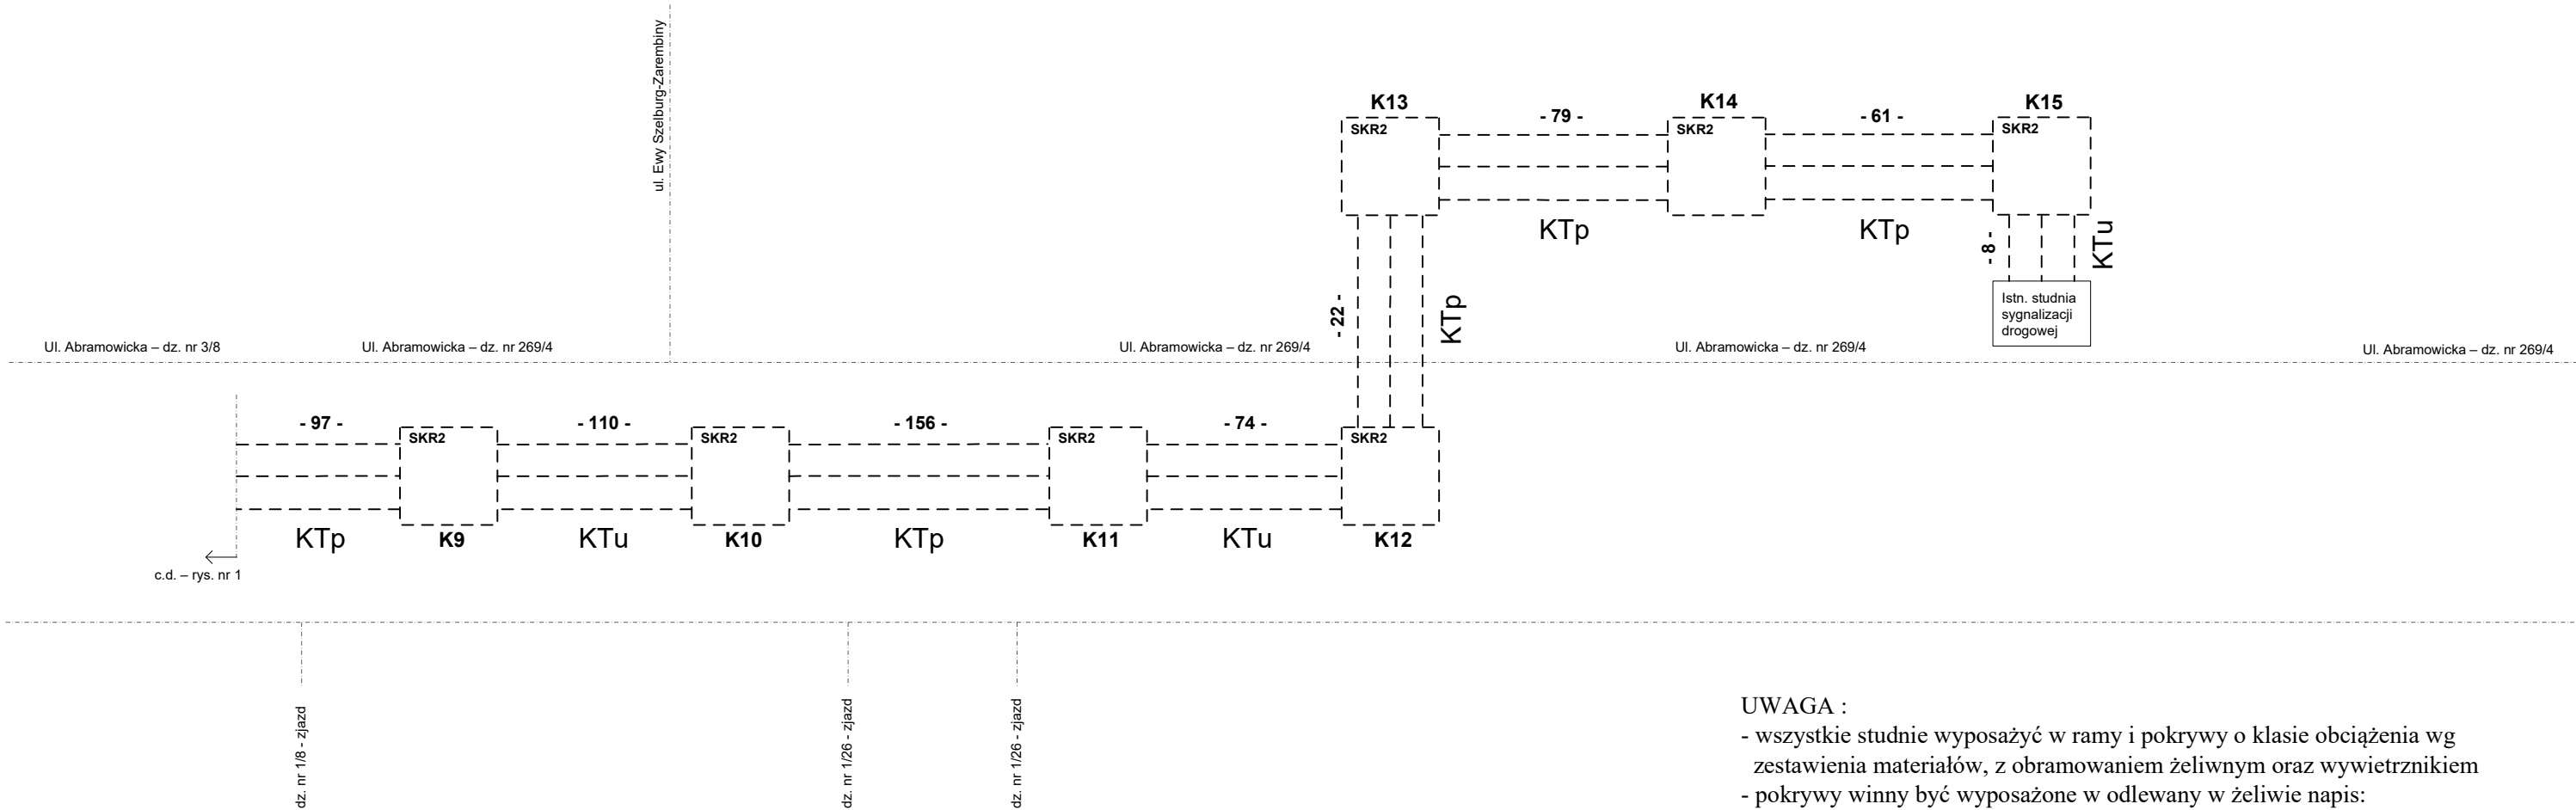 ul. Ewy Szelburg-Zarembiny
K13
K14
K15
SKR2
- 79 -
SKR2
- 61 -
SKR2
KTp
KTp
- 8 -
KTu
- 22 -
KTp
Istn. studnia
sygnalizacji
drogowej
Ul. Abramowicka – dz. nr 3/8
Ul. Abramowicka – dz. nr 269/4
Ul. Abramowicka – dz. nr 269/4
Ul. Abramowicka – dz. nr 269/4
Ul. Abramowicka – dz. nr 269/4
- 97 -
SKR2
- 110 -
SKR2
- 156 -
SKR2
- 74 -
SKR2
KTp
K9
KTu
K10
KTp
K11
KTu
K12
c.d. – rys. nr 1
dz. nr 1/8 - zjazd
dz. nr 1/26 - zjazd
dz. nr 1/26 - zjazd
UWAGA :
- wszystkie studnie wyposażyć w ramy i pokrywy o klasie obciążenia wg
zestawienia materiałów, z obramowaniem żeliwnym oraz wywietrznikiem
- pokrywy winny być wyposażone w odlewany w żeliwie napis: